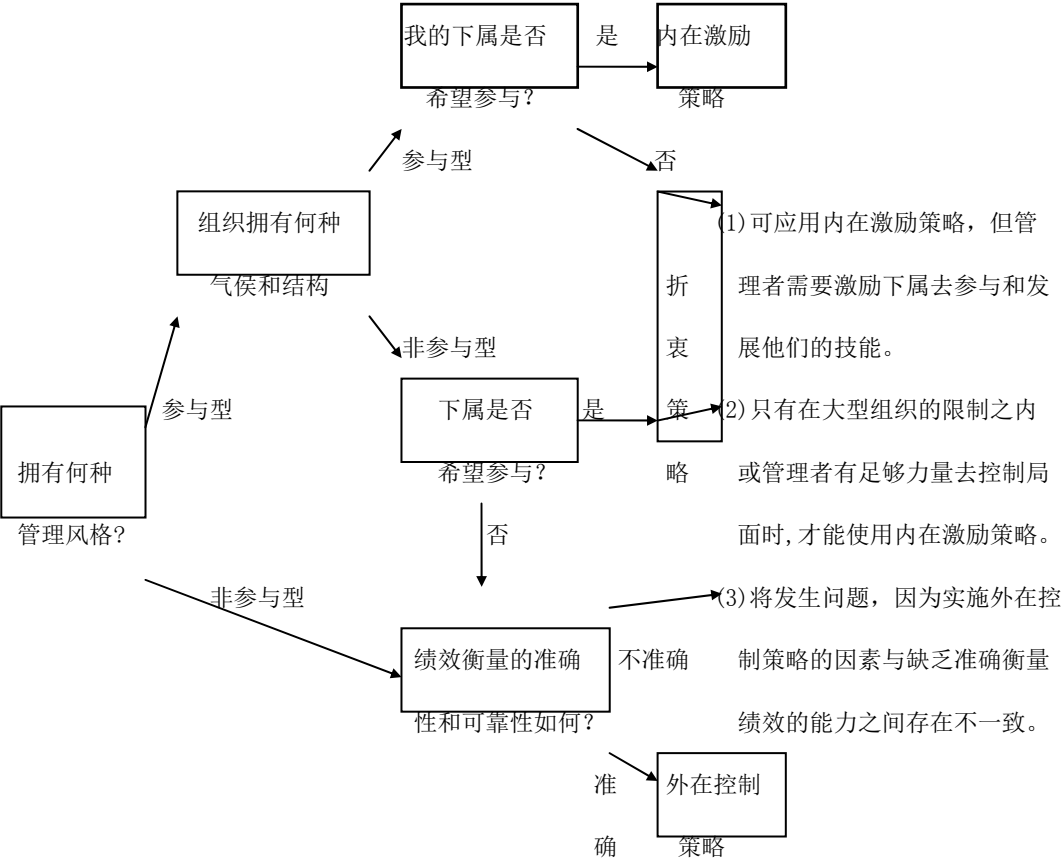 我的下属是否 是 内在激励
希望参与? 策略
参与型 否
组织拥有何种 (1)可应用内在激励策略，但管
气侯和结构 折 理者需要激励下属去参与和发
非参与型 衷 展他们的技能。
参与型 下属是否 是 策 (2)只有在大型组织的限制之内
拥有何种 希望参与? 略 或管理者有足够力量去控制局
管理风格? 否 面时,才能使用内在激励策略。
非参与型 (3)将发生问题，因为实施外在控
绩效衡量的准确 不准确 制策略的因素与缺乏准确衡量
性和可靠性如何? 绩效的能力之间存在不一致。
准 外在控制
确 策略